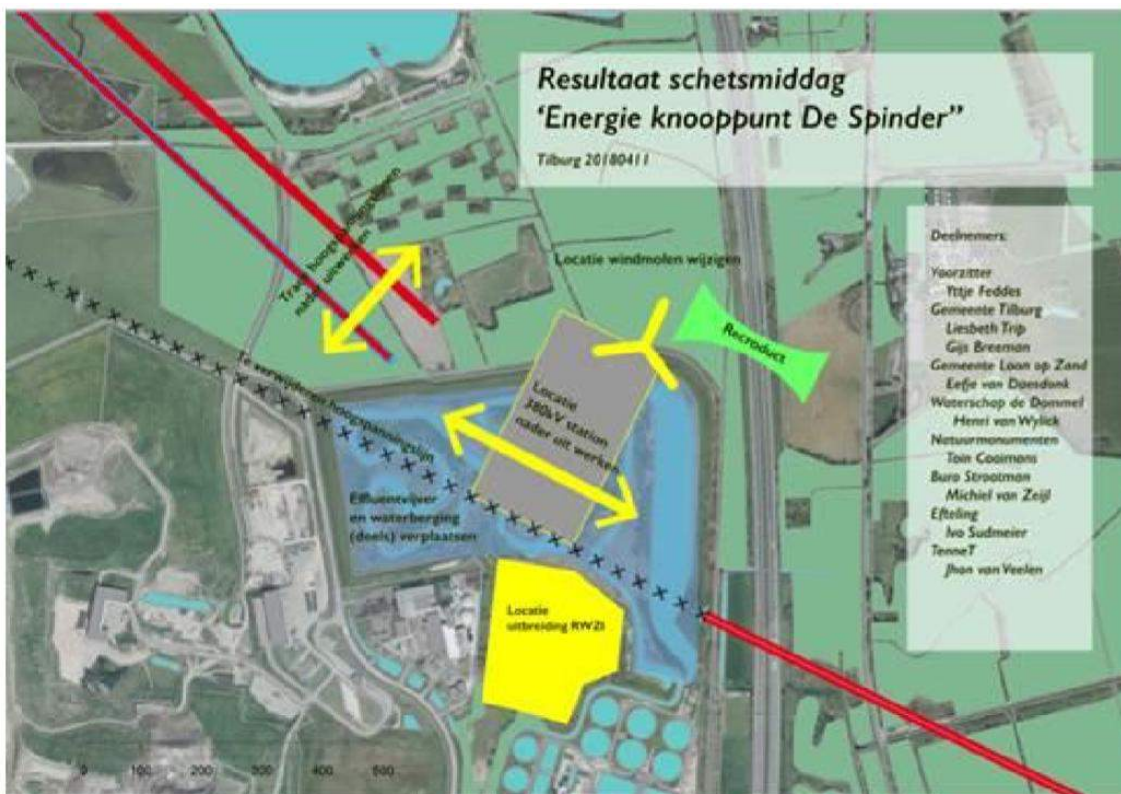 Resultaat schetsmiddag
‘Energie knooppunt De Spinder”
Tilburg 20180411
Deelnemers:
Voorzitter
Yttje Feddes
Gemeente Tilburg
Liesbeth Trip
Gijs Breeman
Gemeente Loon op Zand
Eefje van Daesdonk
Waterschap de Dommel
Henri van Wylick
Natuurmonumenten
Toin Cooimans
Buro Strootman
Michiel van Zeijl
Efteling
Ivo Sudmeier
TenneT
Jhon van Veelen
nader uitwerken
Locatie windmolen wijzigen
Recroduct
Te verwijderen hoogspanningslijn
Locatie
380kV station
nader uit werken
Effluentvijver
en waterberging
(deels) verplaatsen
Locatie
uitbreiding RWZI
0 100 200 300 400 500